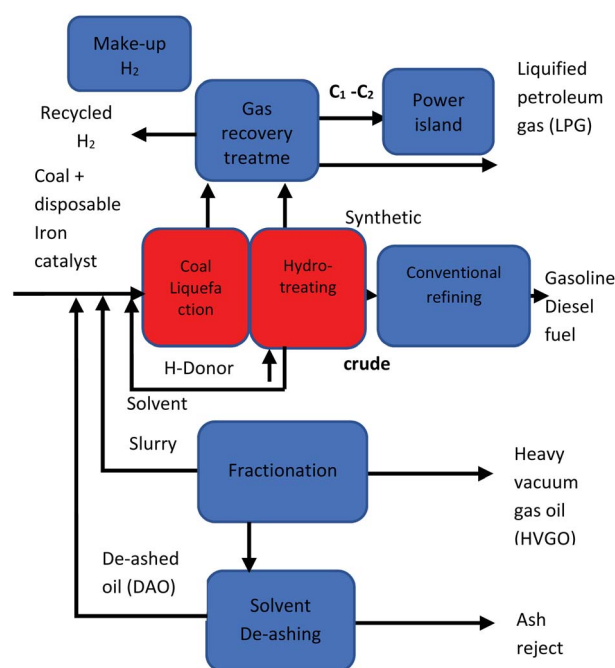 Make-up
H₂
Liquified
petroleum
gas (LPG)
Recycled
H₂
Gas
recovery
treatme
C₁ -C₂
Power
island
Coal +
disposable
Iron
catalyst
Synthetic
Coal
Liquefa
ction
Hydro-
treating
Conventional
refining
Gasoline
Diesel
fuel
H-Donor
crude
Solvent
Slurry
Fractionation
Heavy
vacuum
gas oil
(HVGO)
De-ashed
oil (DAO)
Solvent
De-ashing
Ash
reject